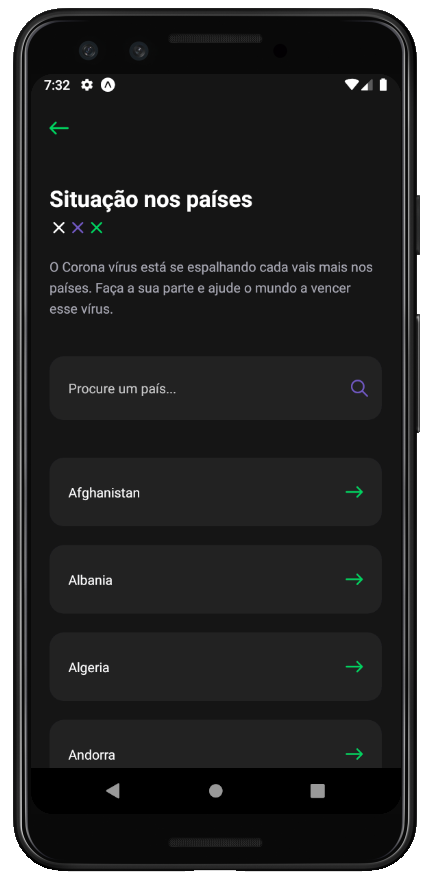 7:32
Situação nos países
O Corona vírus está se espalhando cada vais mais nos
países. Faça a sua parte e ajude o mundo a vencer
esse vírus.
Procure um país...
Afghanistan
Albania
Algeria
Andorra